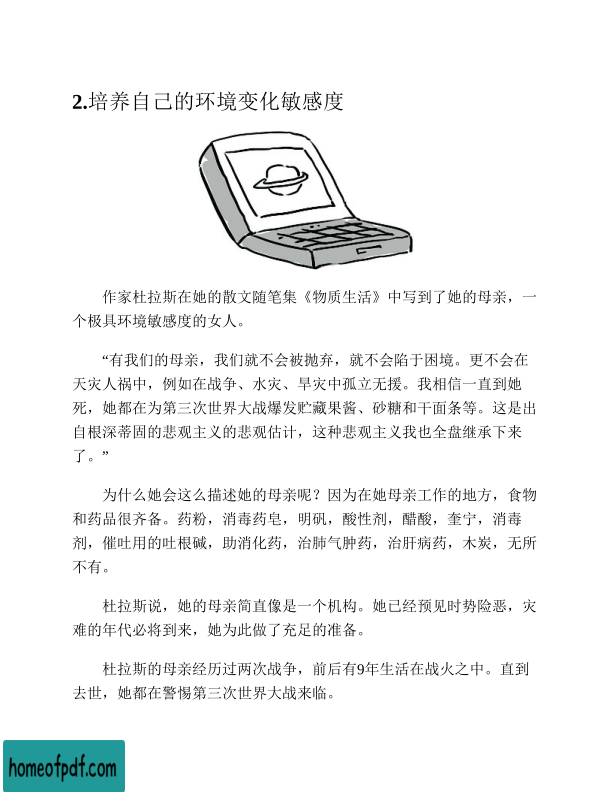 2.培养自己的环境变化敏感度
作家杜拉斯在她的散文随笔集《物质生活》中写到了她的母亲，一
个极具环境敏感度的女人。
“有我们的母亲，我们就不会被抛弃，就不会陷于困境。更不会在
天灾人祸中，例如在战争、水灾、旱灾中孤立无援。我相信一直到她
死，她都在为第三次世界大战爆发贮藏果酱、砂糖和干面条等。这是出
自根深蒂固的悲观主义的悲观估计，这种悲观主义我也全盘继承下来
了。”
为什么她会这么描述她的母亲呢？因为在她母亲工作的地方，食物
和药品很齐备。药粉，消毒药皂，明矾，酸性剂，醋酸，奎宁，消毒
剂，催吐用的吐根碱，助消化药，治肺气肿药，治肝病药，木炭，无所
不有。
杜拉斯说，她的母亲简直像是一个机构。她已经预见时势险恶，灾
难的年代必将到来，她为此做了充足的准备。
杜拉斯的母亲经历过两次战争，前后有9年生活在战火之中。直到
去世，她都在警惕第三次世界大战来临。
homeofpdf.com